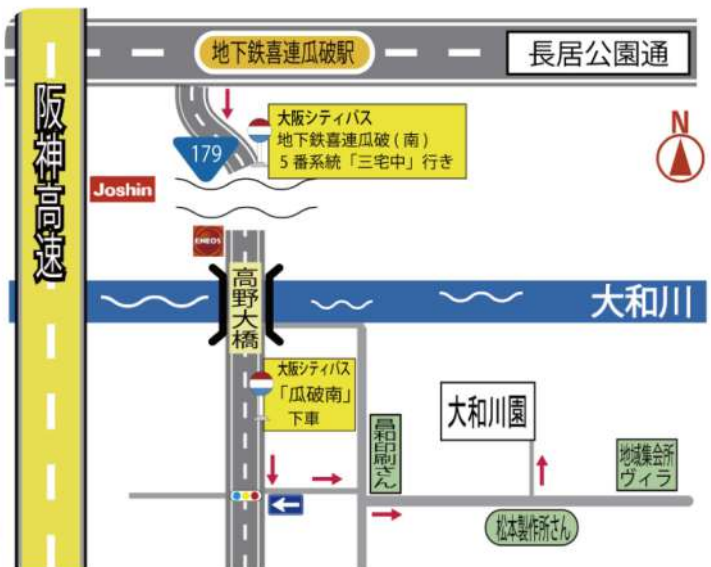 地下鉄喜連瓜破駅
長居公園通
阪神高速
大阪シティバス
地下鉄喜連瓜破(南)
5番系統「三宅中」行き
179
N
Joshin
ENEOS
高野大橋
大和川
大阪シティバス
「瓜破南」
下車
昌和印刷さん
大和川園
地域集会所
ヴィラ
松本製作所さん